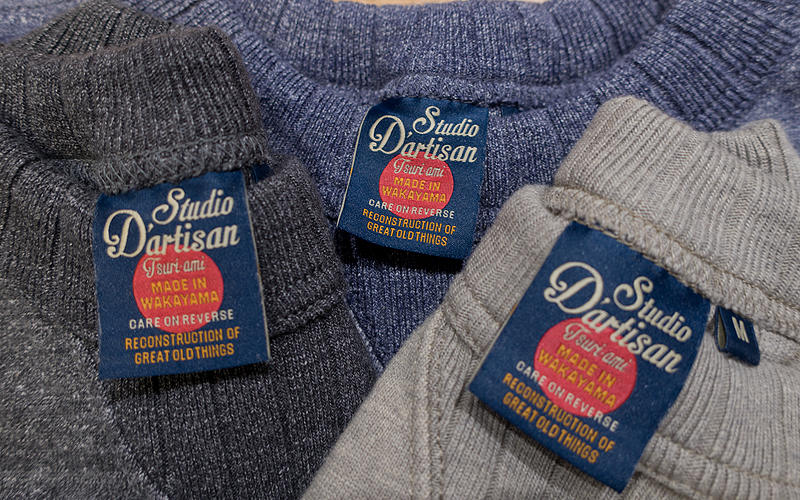 Studio
D'artisan
Tsuri-ami
MADE IN
WAKAYAMA
CARE ON REVERSE
RECONSTRUCTION OF
GREAT OLD THINGS
Studio
D'artisan
Tsuri-ami
MADE IN
WAKAYAMA
CARE ON REVERSE
RECONSTRUCTION OF
GREAT OLD THINGS
Studio
D'artisan
Tsuri-ami
MADE IN
WAKAYAMA
CARE ON REVERSE
RECONSTRUCTION OF
GREAT OLD THINGS
M